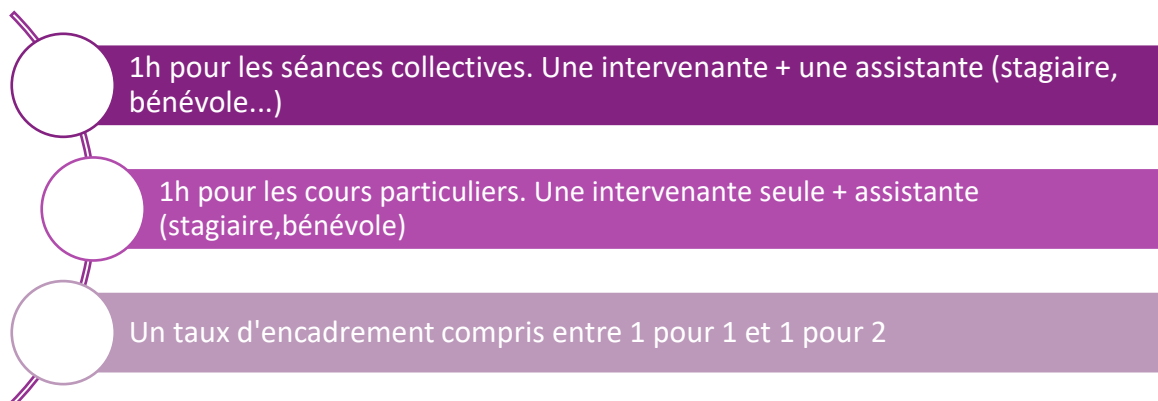 1h pour les séances collectives. Une intervenante + une assistante (stagiaire,
bénévole...)
1h pour les cours particuliers. Une intervenante seule + assistante
(stagiaire,bénévole)
Un taux d'encadrement compris entre 1 pour 1 et 1 pour 2